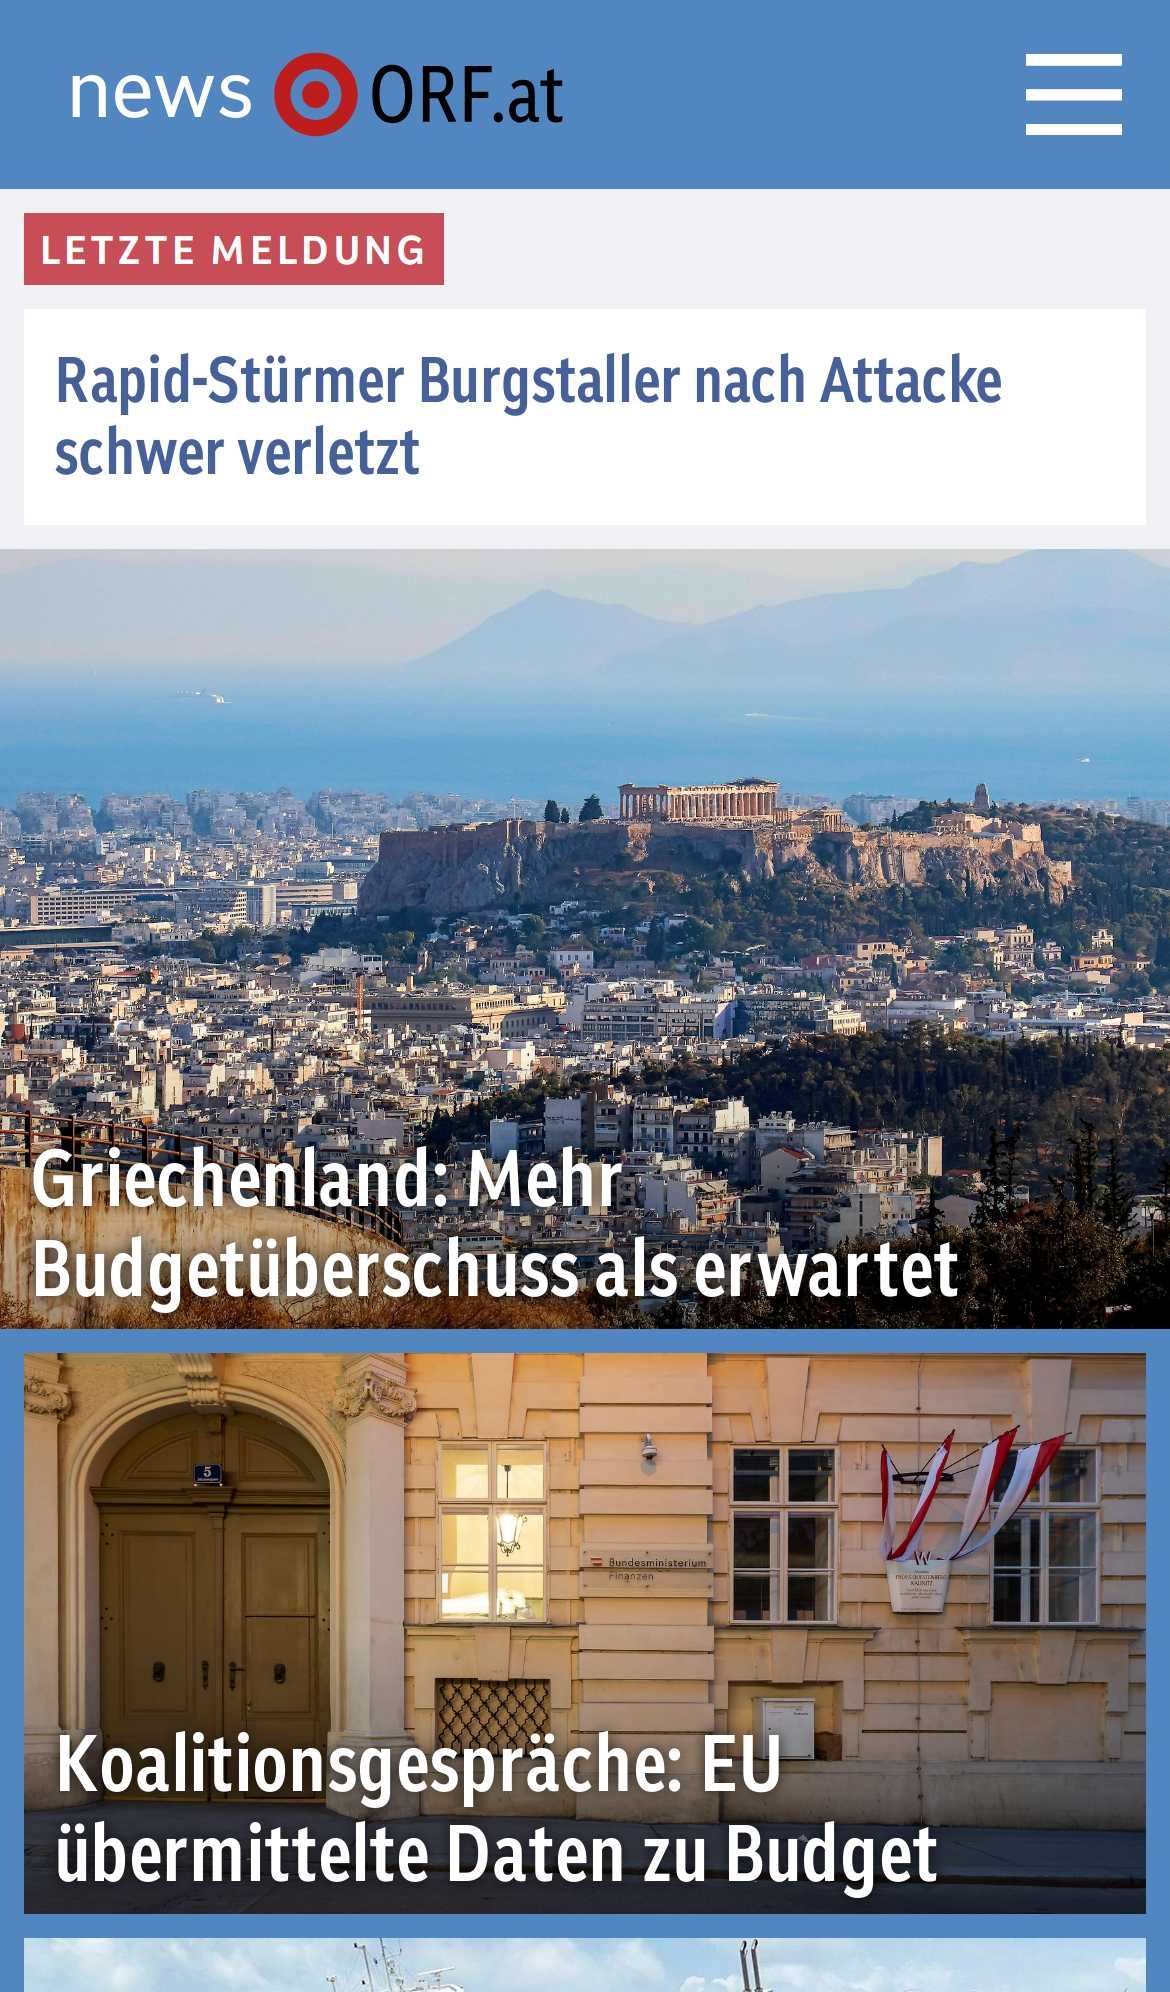 news ORF.at
LETZTE MELDUNG
Rapid-Stürmer Burgstaller nach Attacke
schwer verletzt
Griechenland: Mehr
Budgetüberschuss als erwartet
5
Bundesministerium
Finanzen
Koalitionsgespräche: EU
übermittelte Daten zu Budget